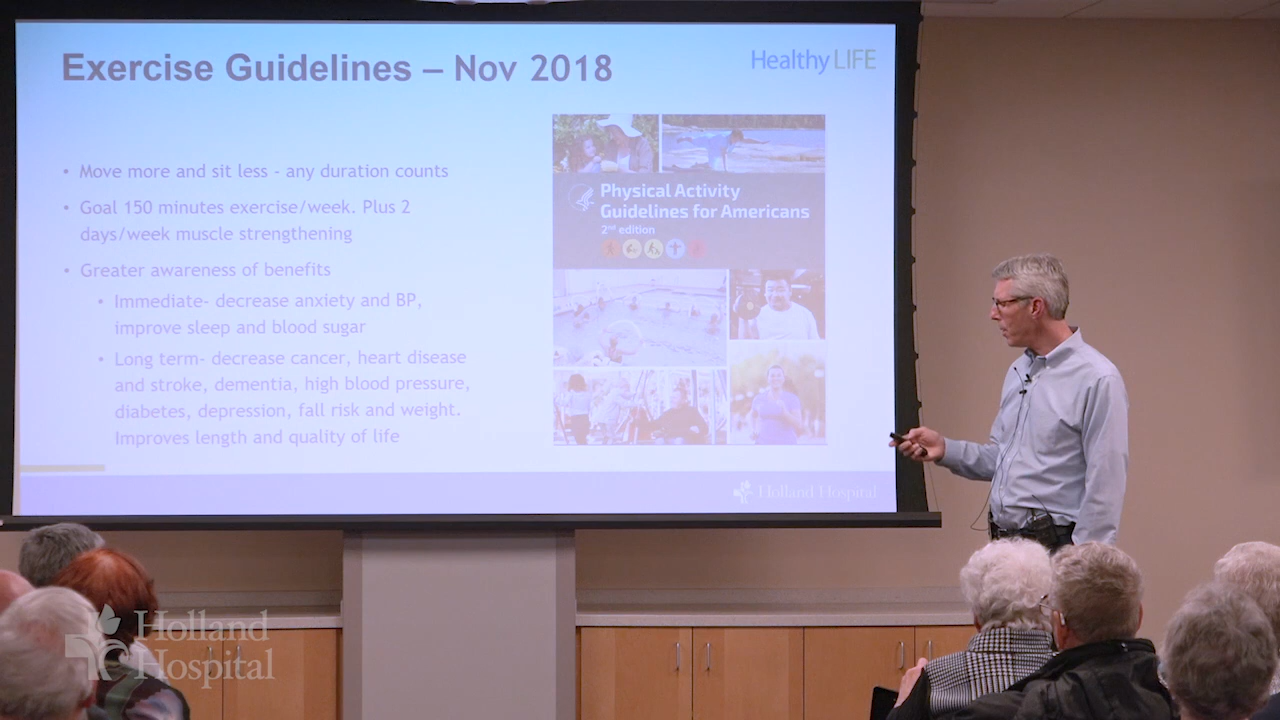 Exercise Guidelines – Nov 2018
HealthyLIFE
• Move more and sit less - any duration counts
• Goal 150 minutes exercise/week. Plus 2
days/week muscle strengthening
• Greater awareness of benefits
• Immediate- decrease anxiety and BP,
improve sleep and blood sugar
• Long term- decrease cancer, heart disease
and stroke, dementia, high blood pressure,
diabetes, depression, fall risk and weight.
Improves length and quality of life
Physical Activity
Guidelines for Americans
2nd edition
Holland Hospital
Holland
Hospital